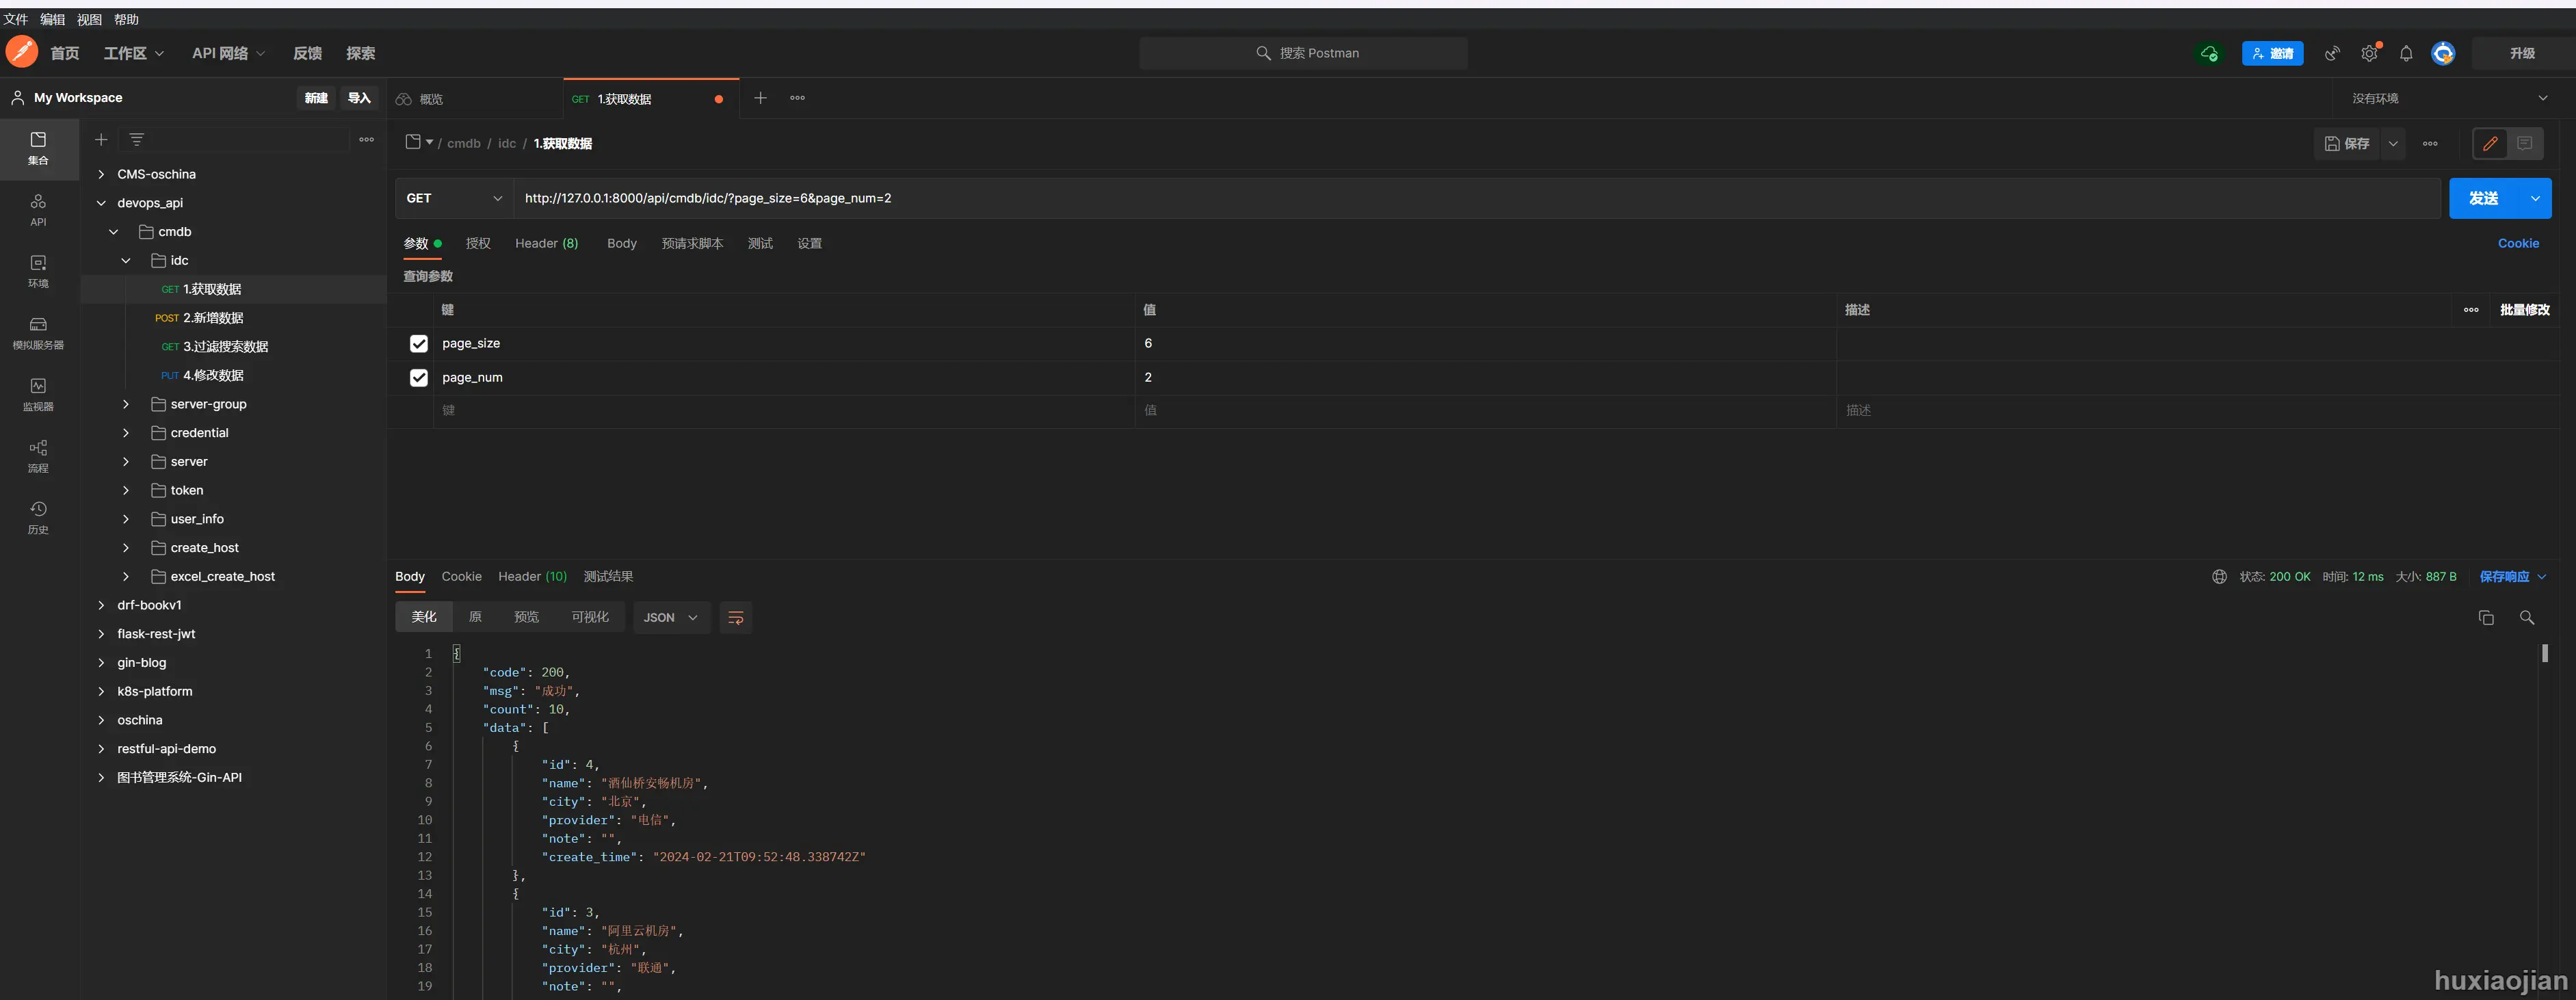 文件 编辑 视图 帮助
首页 工作区 API 网络 反馈 探索 搜索 Postman 邀请 升级
My Workspace 新建 导入 概览 GET 1.获取数据 没有环境
集合
API
环境
模拟服务器
监视器
流程
历史
CMS-oschina
devops_api
cmdb
idc
GET 1.获取数据
POST 2.新增数据
GET 3.过滤搜索数据
PUT 4.修改数据
server-group
credential
server
token
user_info
create_host
excel_create_host
drf-bookv1
flask-rest-jwt
gin-blog
k8s-platform
oschina
restful-api-demo
图书管理系统-Gin-API
/ cmdb / idc / 1.获取数据 保存
GET http://127.0.0.1:8000/api/cmdb/idc/?page_size=6&page_num=2 发送
参数 授权 Header (8) Body 预请求脚本 测试 设置 Cookie
查询参数
键 值 描述 批量修改
page_size 6
page_num 2
键 值 描述
Body Cookie Header (10) 测试结果 状态: 200 OK 时间: 12 ms 大小: 887 B 保存响应
美化 原 预览 可视化 JSON
1 {
2 "code": 200,
3 "msg": "成功",
4 "count": 10,
5 "data": [
6 {
7 "id": 4,
8 "name": "酒仙桥安畅机房",
9 "city": "北京",
10 "provider": "电信",
11 "note": "",
12 "create_time": "2024-02-21T09:52:48.338742Z"
13 },
14 {
15 "id": 3,
16 "name": "阿里云机房",
17 "city": "杭州",
18 "provider": "联通",
19 "note": "",
huxiaojian